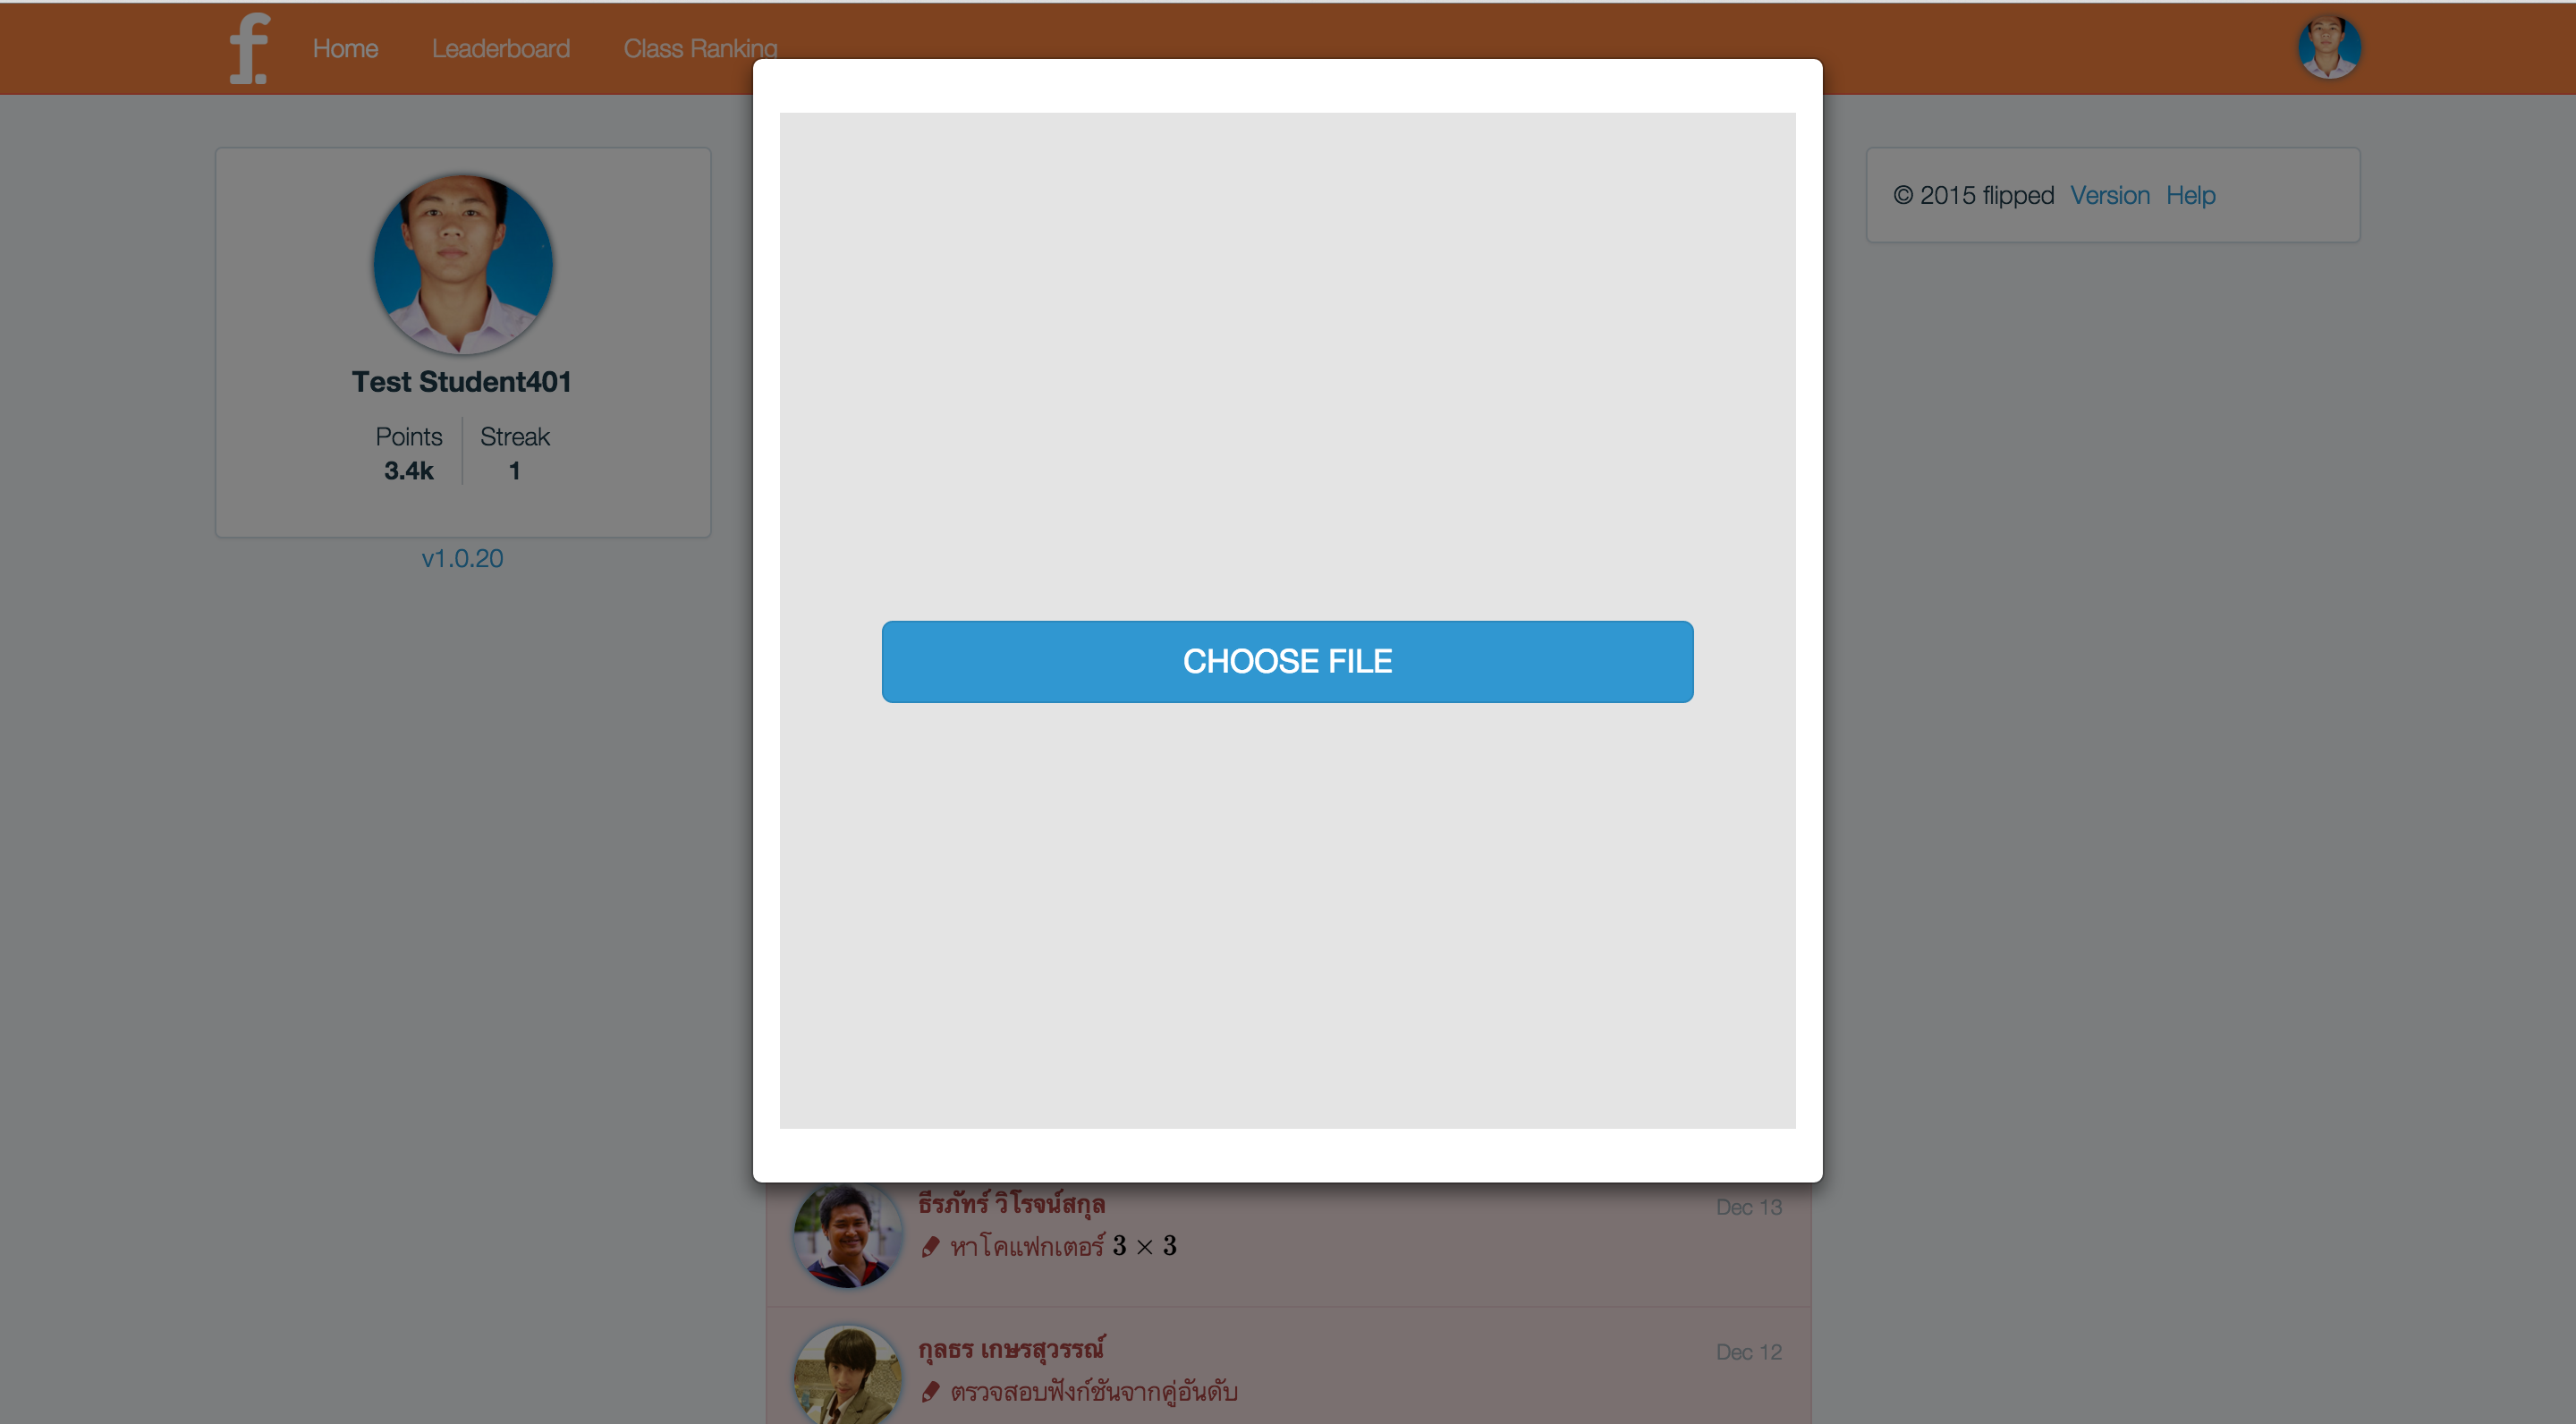 f.
Home Leaderboard Class Ranking
Test Student401
Points Streak
3.4k 1
v1.0.20
CHOOSE FILE
© 2015 flipped Version Help
ธีรภัทร์ วิโรจน์สกุล Dec 13
หาโคแฟกเตอร์ 3 × 3
กุลธร เกษรสุวรรณ์ Dec 12
ตรวจสอบฟังก์ชันจากคู่อันดับ